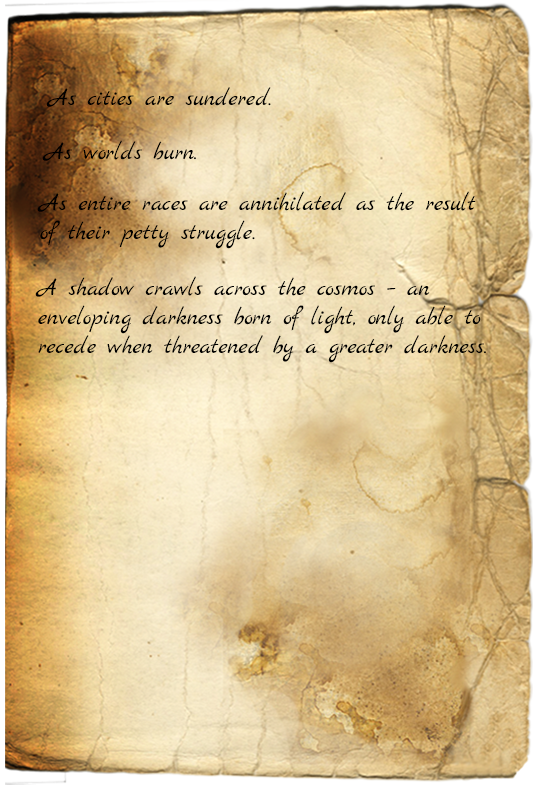 As cities are sundered.
As worlds burn.
As entire races are annihilated as the result
of their petty struggle.
A shadow crawls across the cosmos – an
enveloping darkness born of light, only able to
recede when threatened by a greater darkness.